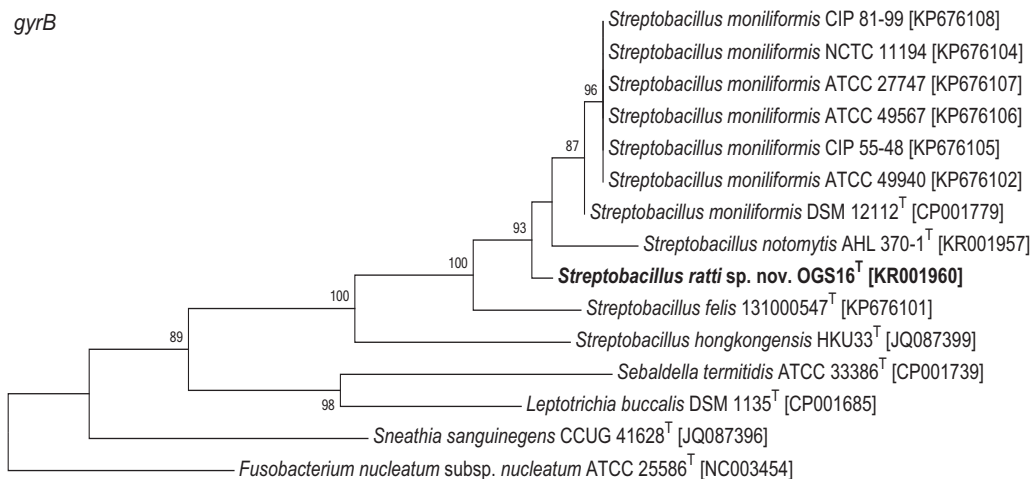 gyrB
Streptobacillus moniliformis CIP 81-99 [KP676108]
Streptobacillus moniliformis NCTC 11194 [KP676104]
Streptobacillus moniliformis ATCC 27747 [KP676107]
96
Streptobacillus moniliformis ATCC 49567 [KP676106]
87
Streptobacillus moniliformis CIP 55-48 [KP676105]
Streptobacillus moniliformis ATCC 49940 [KP676102]
Streptobacillus moniliformis DSM 12112T [CP001779]
93
Streptobacillus notomytis AHL 370-1T [KR001957]
100
Streptobacillus ratti sp. nov. OGS16T [KR001960]
100
Streptobacillus felis 131000547T [KP676101]
89
Streptobacillus hongkongensis HKU33T [JQ087399]
Sebaldella termitidis ATCC 33386T [CP001739]
98
Leptotrichia buccalis DSM 1135T [CP001685]
Sneathia sanguinegens CCUG 41628T [JQ087396]
Fusobacterium nucleatum subsp. nucleatum ATCC 25586T [NC003454]